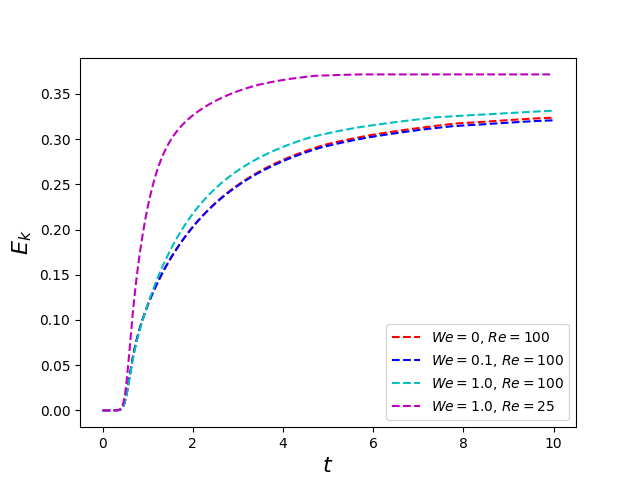 0.35
0.30
0.25
0.20
0.15
0.10
0.05
0.00
E_k
0 2 4 6 8 10
t
We = 0, Re = 100
We = 0.1, Re = 100
We = 1.0, Re = 100
We = 1.0, Re = 25